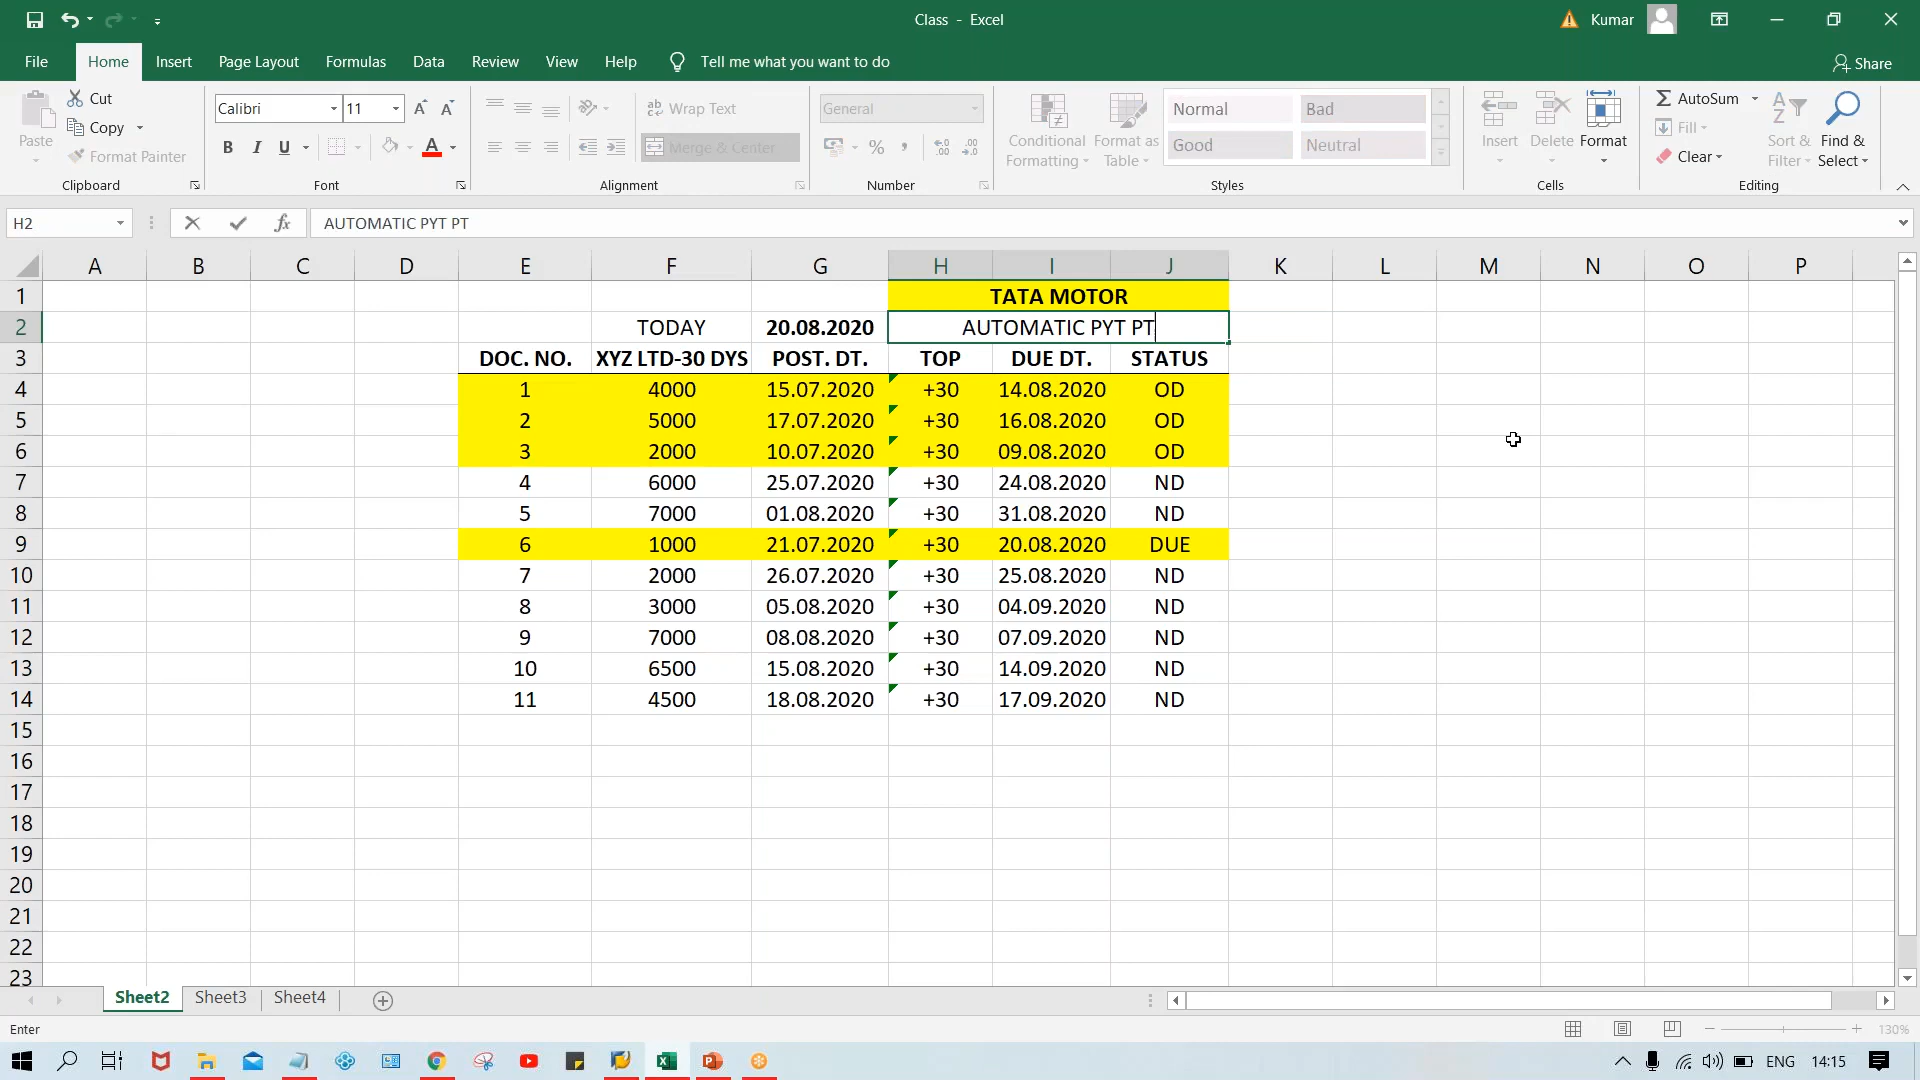 Class - Excel
Kumar
File Home Insert Page Layout Formulas Data Review View Help Tell me what you want to do
Share
Paste
Cut
Copy
Format Painter
Clipboard
Calibri 11
B I U A
Font
Wrap Text
Merge & Center
Alignment
General
Number
Conditional Formatting
Format as Table
Normal Bad
Good Neutral
Styles
Insert Delete Format
Cells
AutoSum
Fill
Clear
Sort & Filter
Find & Select
Editing
H2 fx AUTOMATIC PYT PT
A B C D E F G H I J K L M N O P
1 TATA MOTOR
2 TODAY 20.08.2020 AUTOMATIC PYT PT
3 DOC. NO. XYZ LTD-30 DYS POST. DT. TOP DUE DT. STATUS
4 1 4000 15.07.2020 +30 14.08.2020 OD
5 2 5000 17.07.2020 +30 16.08.2020 OD
6 3 2000 10.07.2020 +30 09.08.2020 OD
7 4 6000 25.07.2020 +30 24.08.2020 ND
8 5 7000 01.08.2020 +30 31.08.2020 ND
9 6 1000 21.07.2020 +30 20.08.2020 DUE
10 7 2000 26.07.2020 +30 25.08.2020 ND
11 8 3000 05.08.2020 +30 04.09.2020 ND
12 9 7000 08.08.2020 +30 07.09.2020 ND
13 10 6500 15.08.2020 +30 14.09.2020 ND
14 11 4500 18.08.2020 +30 17.09.2020 ND
15
16
17
18
19
20
21
22
23
Sheet2 Sheet3 Sheet4
Enter
130%
ENG 14:15